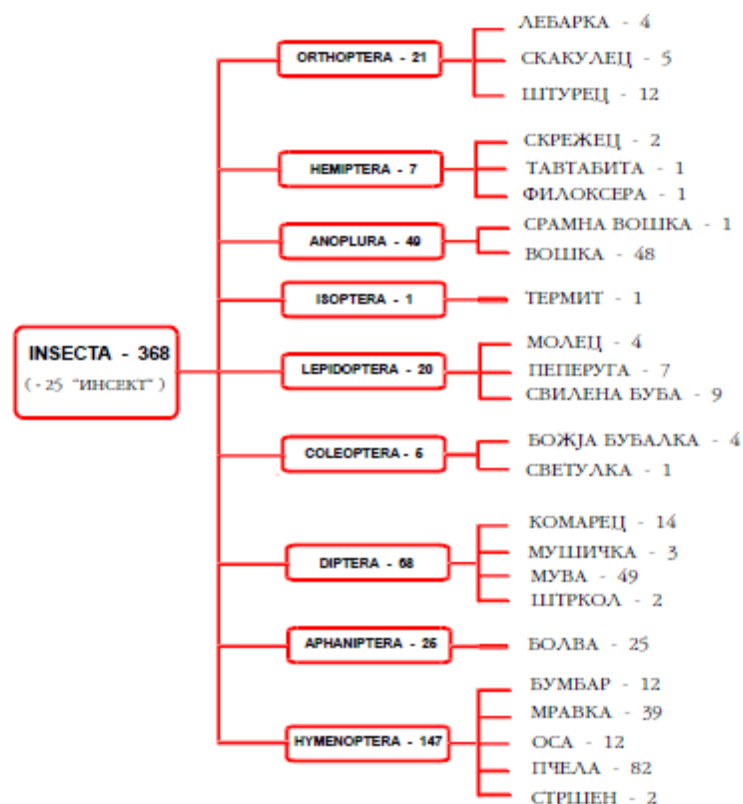 INSECTA - 368
( - 25 "ИНСЕКТ" )
ORTHOPTERA - 21
ЛЕБАРКА - 4
СКАКУЛЕЦ - 5
ШТУРЕЦ - 12
HEMIPTERA - 7
СКРЕЖЕЦ - 2
ТАВТАБИТА - 1
ФИЛОКСЕРА - 1
ANOPLURA - 49
СРАМНА ВОШКА - 1
ВОШКА - 48
ISOPTERA - 1
ТЕРМИТ - 1
LEPIDOPTERA - 20
МОЛЕЦ - 4
ПЕПЕРУГА - 7
СВИЛЕНА БУБА - 9
COLEOPTERA - 5
БОЖЈА БУБАЛКА - 4
СВЕТУЛКА - 1
DIPTERA - 68
КОМАРЕЦ - 14
МУШИЧКА - 3
МУВА - 49
ШТРКОЛ - 2
APHANIPTERA - 25
БОЛВА - 25
HYMENOPTERA - 147
БУМБАР - 12
МРАВКА - 39
ОСА - 12
ПЧЕЛА - 82
СТРШЕН - 2